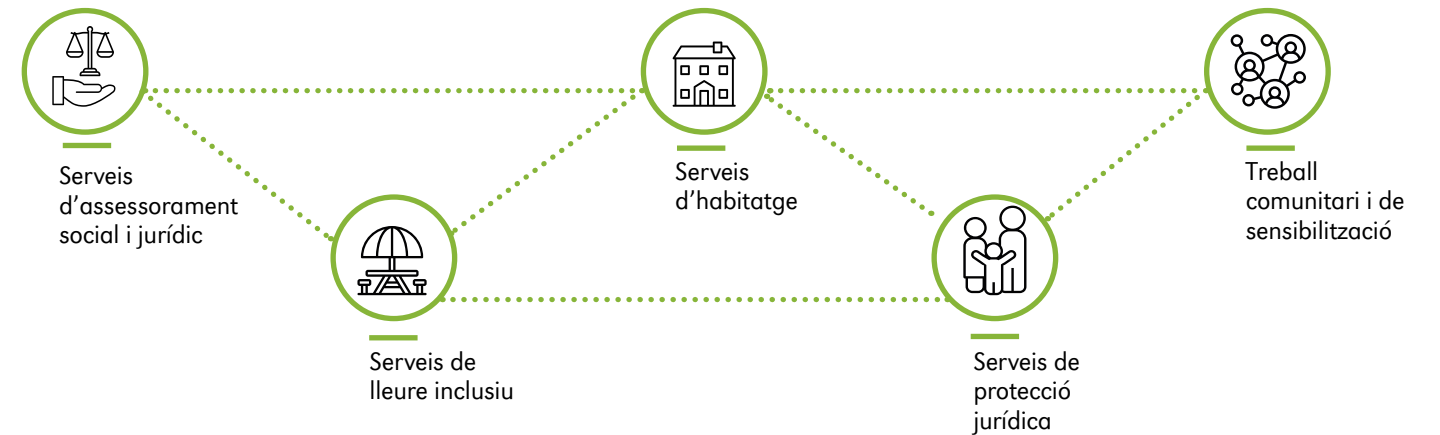 Serveis
d’assessorament
social i jurídic
Serveis de
lleure inclusiu
Serveis
d’habitatge
Serveis de
protecció
jurídica
Treball
comunitari i de
sensibilització